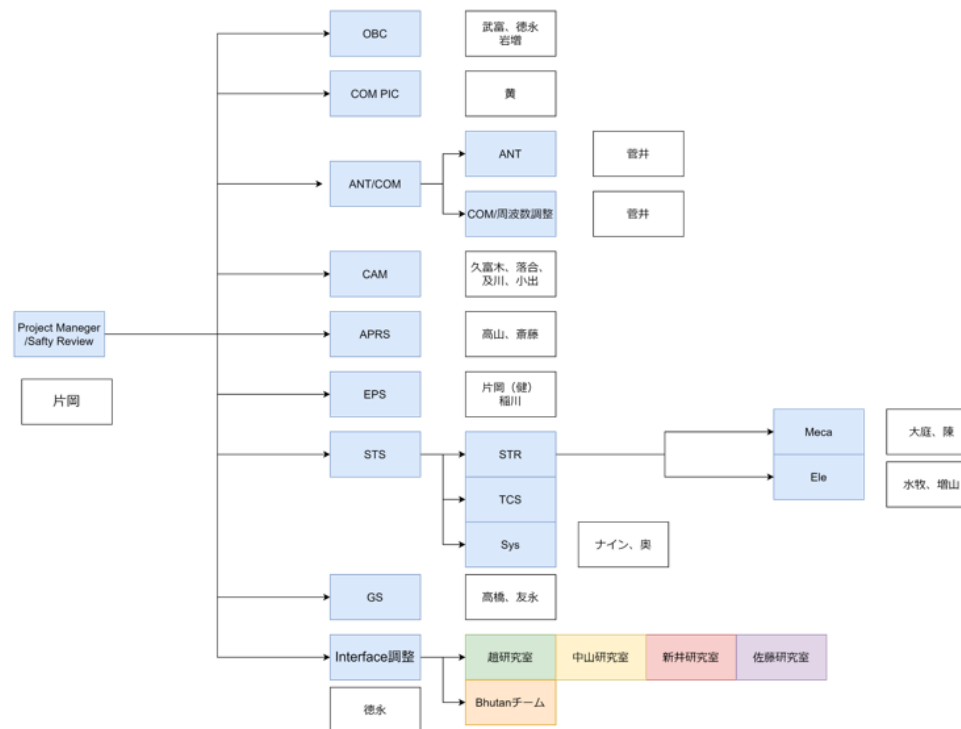 OBC
武富、徳永
岩増
COM PIC
黄
ANT/COM
ANT
菅井
COM/周波数調整
菅井
CAM
久富木、落合、
及川、小出
Project Maneger
/Safty Review
片岡
APRS
高山、斎藤
EPS
片岡（健）
稲川
STS
STR
Meca
大庭、陳
Ele
水牧、増山
TCS
Sys
ナイン、奥
GS
高橋、友永
Interface調整
徳永
趙研究室
中山研究室
新井研究室
佐藤研究室
Bhutanチーム